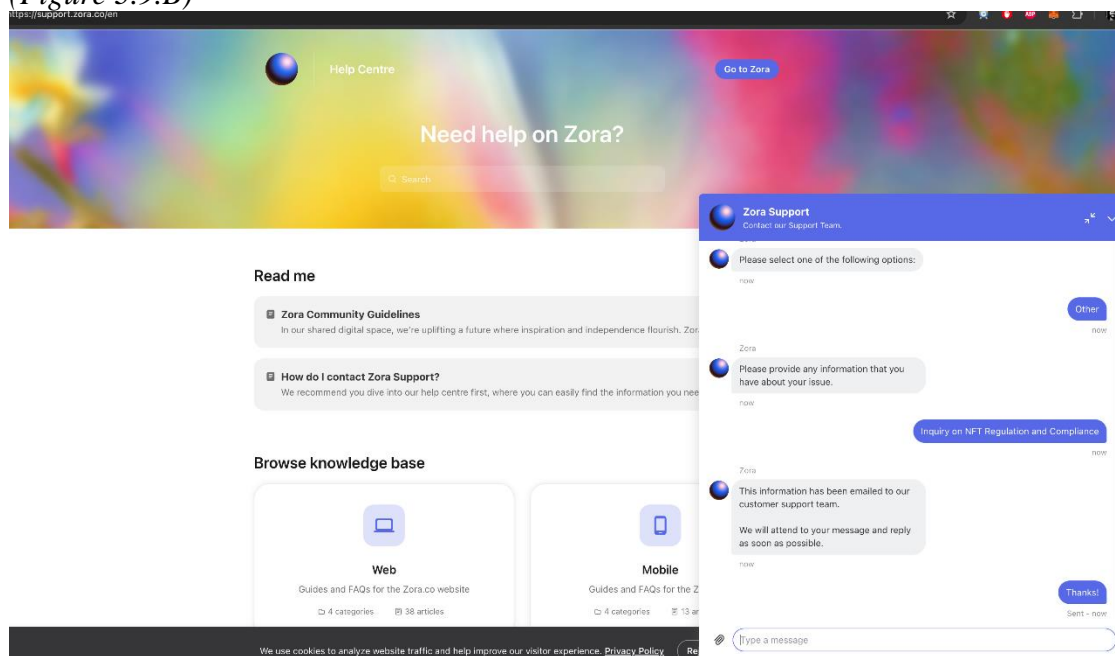 (Figure 5.9.B)
https://support.zora.co/en
Help Centre
Go to Zora
Need help on Zora?
Search
Read me
Zora Community Guidelines
In our shared digital space, we're uplifting a future where inspiration and independence flourish. Zor
How do I contact Zora Support?
We recommend you dive into our help centre first, where you can easily find the information you nee
Browse knowledge base
Web
Guides and FAQs for the Zora.co website
4 categories 38 articles
Mobile
Guides and FAQs for the Z
4 categories 13 ar
We use cookies to analyze website traffic and help improve our visitor experience. Privacy Policy Re
Zora Support
Contact our Support Team.
Please select one of the following options:
now
Other
now
Zora
Please provide any information that you
have about your issue.
now
Inquiry on NFT Regulation and Compliance
now
Zora
This information has been emailed to our
customer support team.
We will attend to your message and reply
as soon as possible.
now
Thanks!
Sent - now
Type a message